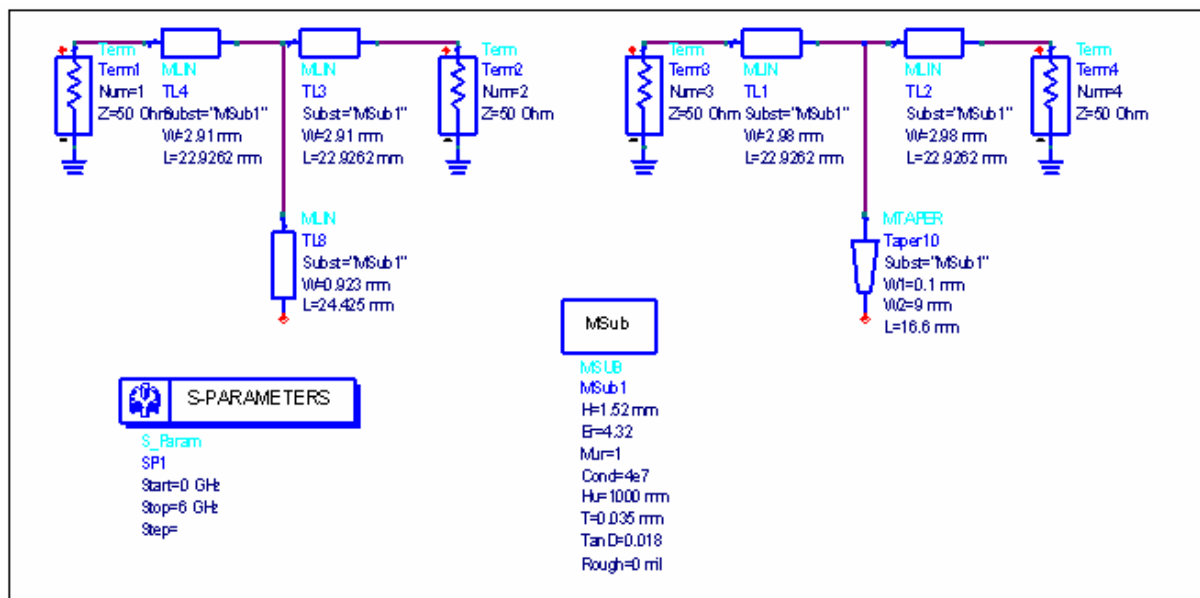 Term
Term1
Num=1
Z=50 Ohm
MLIN
TL4
Subst="MSub1"
W=2.91 mm
L=22.9262 mm
MLIN
TL3
Subst="MSub1"
W=2.91 mm
L=22.9262 mm
Term
Term2
Num=2
Z=50 Ohm
Term
Term3
Num=3
Z=50 Ohm
MLIN
TL1
Subst="MSub1"
W=2.98 mm
L=22.9262 mm
MLIN
TL2
Subst="MSub1"
W=2.98 mm
L=22.9262 mm
Term
Term4
Num=4
Z=50 Ohm
MLIN
TL8
Subst="MSub1"
W=0.923 mm
L=24.425 mm
MTAPER
Taper10
Subst="MSub1"
W1=0.1 mm
W2=9 mm
L=16.6 mm
MSub
MSUB
MSub1
H=1.52 mm
Er=4.32
Mur=1
Cond=4e7
Hu=1000 mm
T=0.035 mm
TanD=0.018
Rough=0 mil
S-PARAMETERS
S_Param
SP1
Start=0 GHz
Stop=6 GHz
Step=